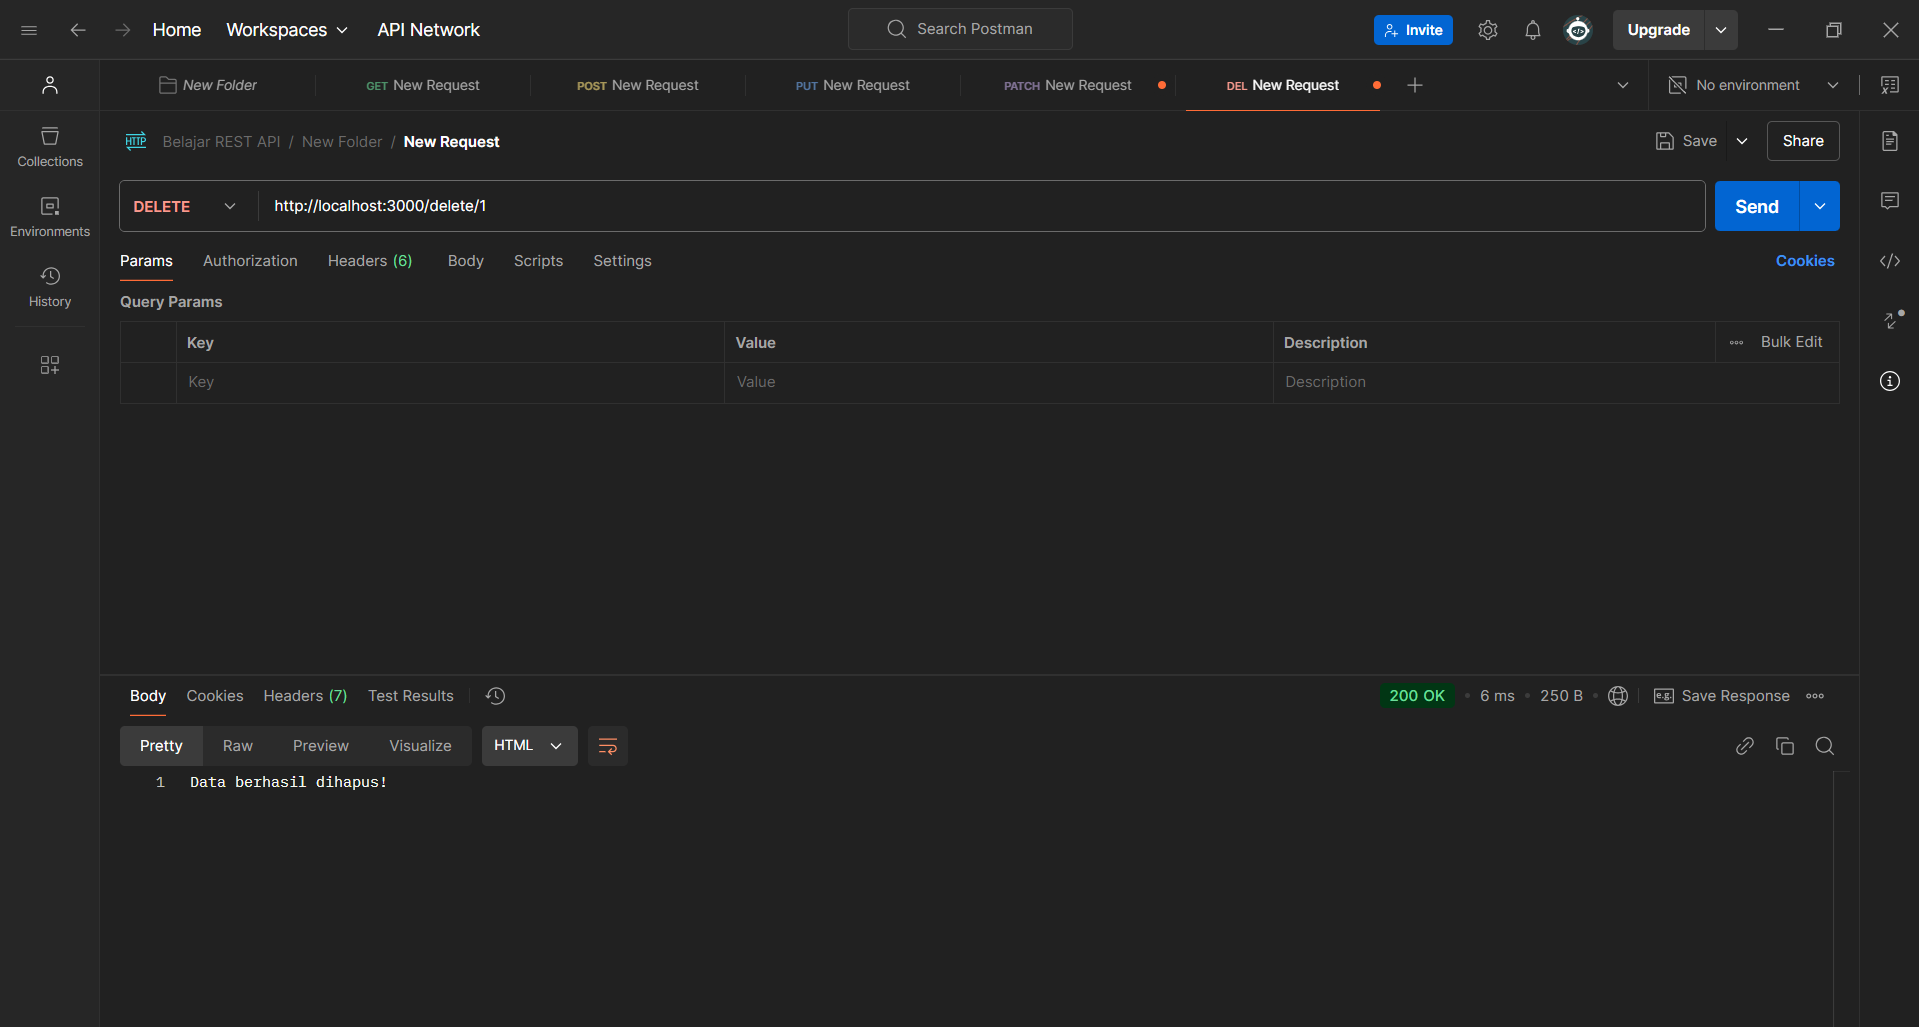 Home Workspaces API Network Search Postman Invite Upgrade
New Folder GET New Request POST New Request PUT New Request PATCH New Request DEL New Request No environment
HTTP Belajar REST API / New Folder / New Request Save Share
Collections
Environments
History
DELETE http://localhost:3000/delete/1 Send
Params Authorization Headers (6) Body Scripts Settings Cookies
Query Params
Key Value Description Bulk Edit
Key Value Description
Body Cookies Headers (7) Test Results 200 OK 6 ms 250 B e.g. Save Response
Pretty Raw Preview Visualize HTML
1 Data berhasil dihapus!